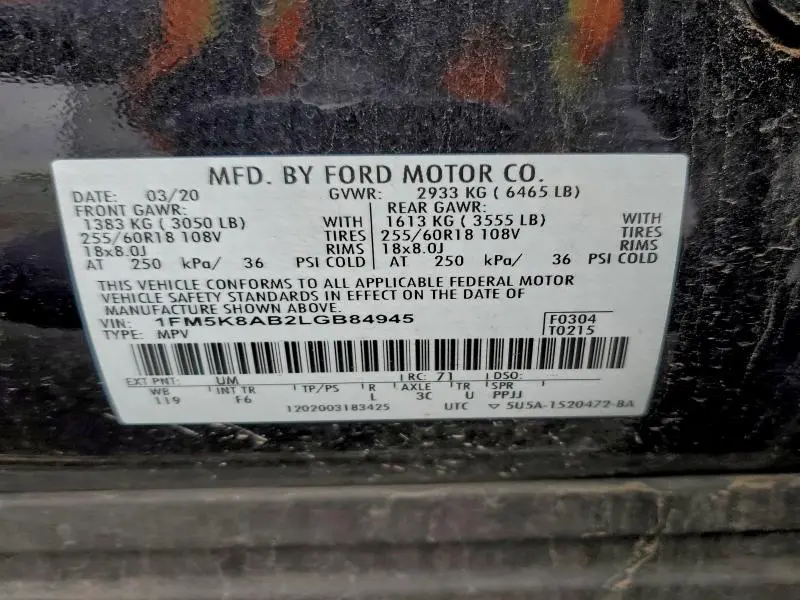 MFD. BY FORD MOTOR CO.
DATE: 03/20 GVWR: 2933 KG ( 6465 LB)
FRONT GAWR: REAR GAWR:
1383 KG ( 3050 LB) WITH 1613 KG ( 3555 LB) WITH
255/60R18 108V TIRES 255/60R18 108V TIRES
18x8.0J RIMS 18x8.0J RIMS
AT 250 kPa/ 36 PSI COLD AT 250 kPa/ 36 PSI COLD
THIS VEHICLE CONFORMS TO ALL APPLICABLE FEDERAL MOTOR
VEHICLE SAFETY STANDARDS IN EFFECT ON THE DATE OF
MANUFACTURE SHOWN ABOVE.
VIN: 1FM5K8AB2LGB84945 F0304
TYPE: MPV T0215
EXT PNT: UM RC: 71 DSO:
WB INT TR TP/PS R AXLE TR SPR
119 F6 L 3C U PPJJ
1202003183425 UTC ▽ 5U5A-1520472-BA